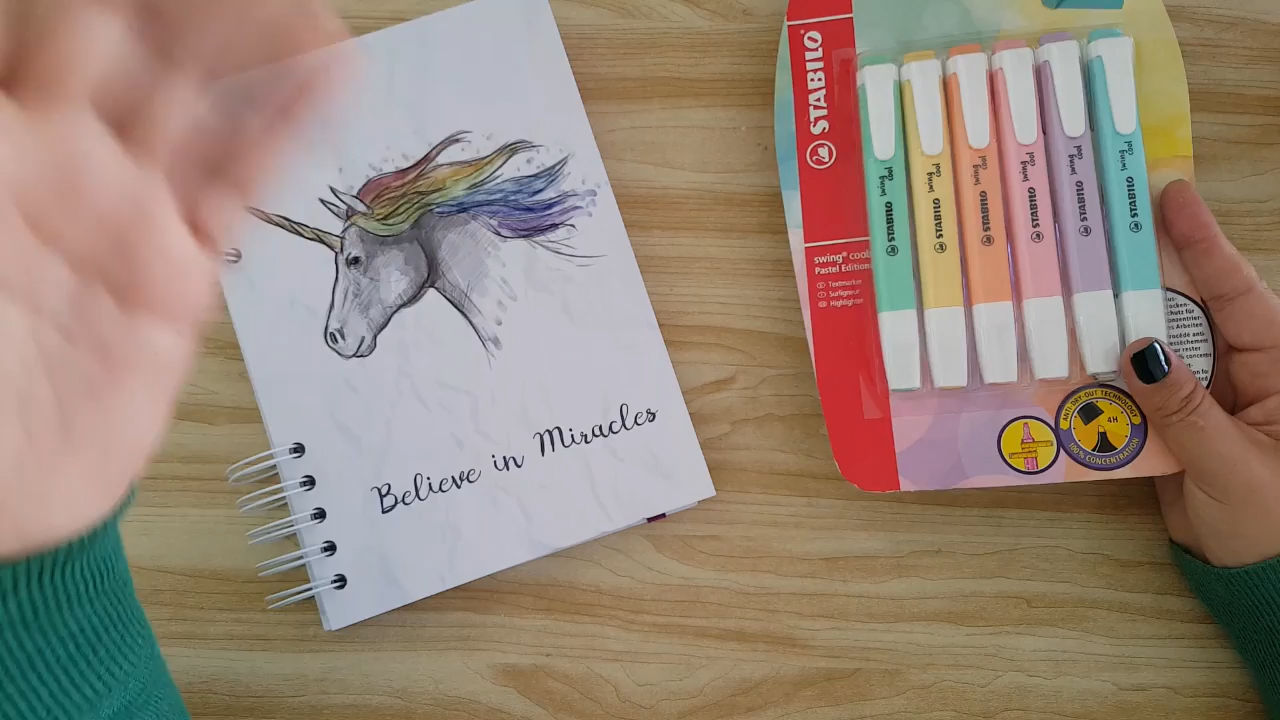 Believe in Miracles
STABILO
swing® cool
Pastel Edition
Textmarker
Surligneur
Highlighter
STABILO swing cool
STABILO swing cool
STABILO swing cool
STABILO swing cool
STABILO swing cool
STABILO swing cool
ANTI-DRY-OUT TECHNOLOGY
4H
100% CONCENTRATION